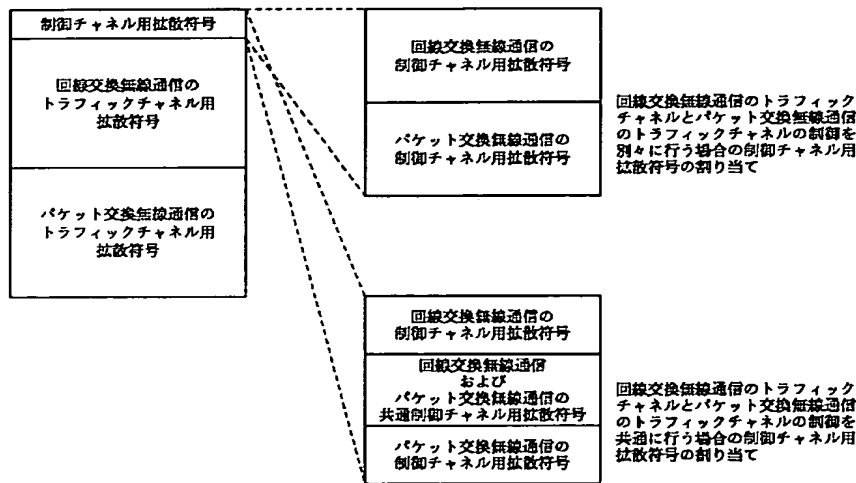 制御チャネル用拡散符号
回線交換無線通信の
トラフィックチャネル用
拡散符号
パケット交換無線通信の
トラフィックチャネル用
拡散符号
回線交換無線通信の
制御チャネル用拡散符号
パケット交換無線通信の
制御チャネル用拡散符号
回線交換無線通信のトラフィック
チャネルとパケット交換無線通信
のトラフィックチャネルの制御を
別々に行う場合の制御チャネル用
拡散符号の割り当て
回線交換無線通信の
制御チャネル用拡散符号
回線交換無線通信
および
パケット交換無線通信の
共通制御チャネル用拡散符号
パケット交換無線通信の
制御チャネル用拡散符号
回線交換無線通信のトラフィック
チャネルとパケット交換無線通信
のトラフィックチャネルの制御を
共通に行う場合の制御チャネル用
拡散符号の割り当て